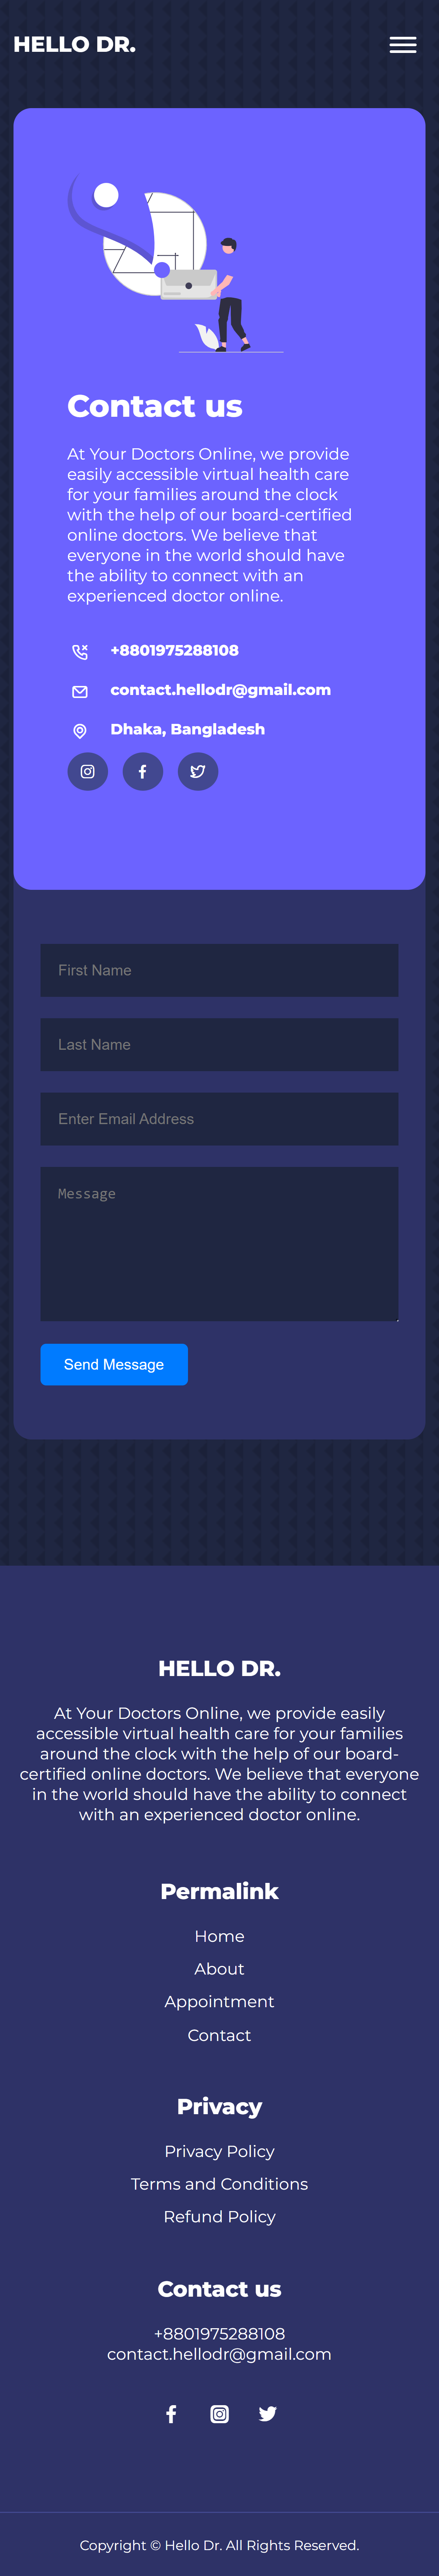 HELLO DR.
Contact us
At Your Doctors Online, we provide
easily accessible virtual health care
for your families around the clock
with the help of our board-certified
online doctors. We believe that
everyone in the world should have
the ability to connect with an
experienced doctor online.
+8801975288108
contact.hellodr@gmail.com
Dhaka, Bangladesh
First Name
Last Name
Enter Email Address
Message
Send Message
HELLO DR.
At Your Doctors Online, we provide easily
accessible virtual health care for your families
around the clock with the help of our board-
certified online doctors. We believe that everyone
in the world should have the ability to connect
with an experienced doctor online.
Permalink
Home
About
Appointment
Contact
Privacy
Privacy Policy
Terms and Conditions
Refund Policy
Contact us
+8801975288108
contact.hellodr@gmail.com
Copyright © Hello Dr. All Rights Reserved.